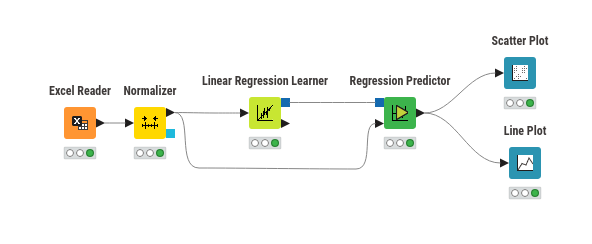 Scatter Plot
Excel Reader
Normalizer
Linear Regression Learner
Regression Predictor
Line Plot